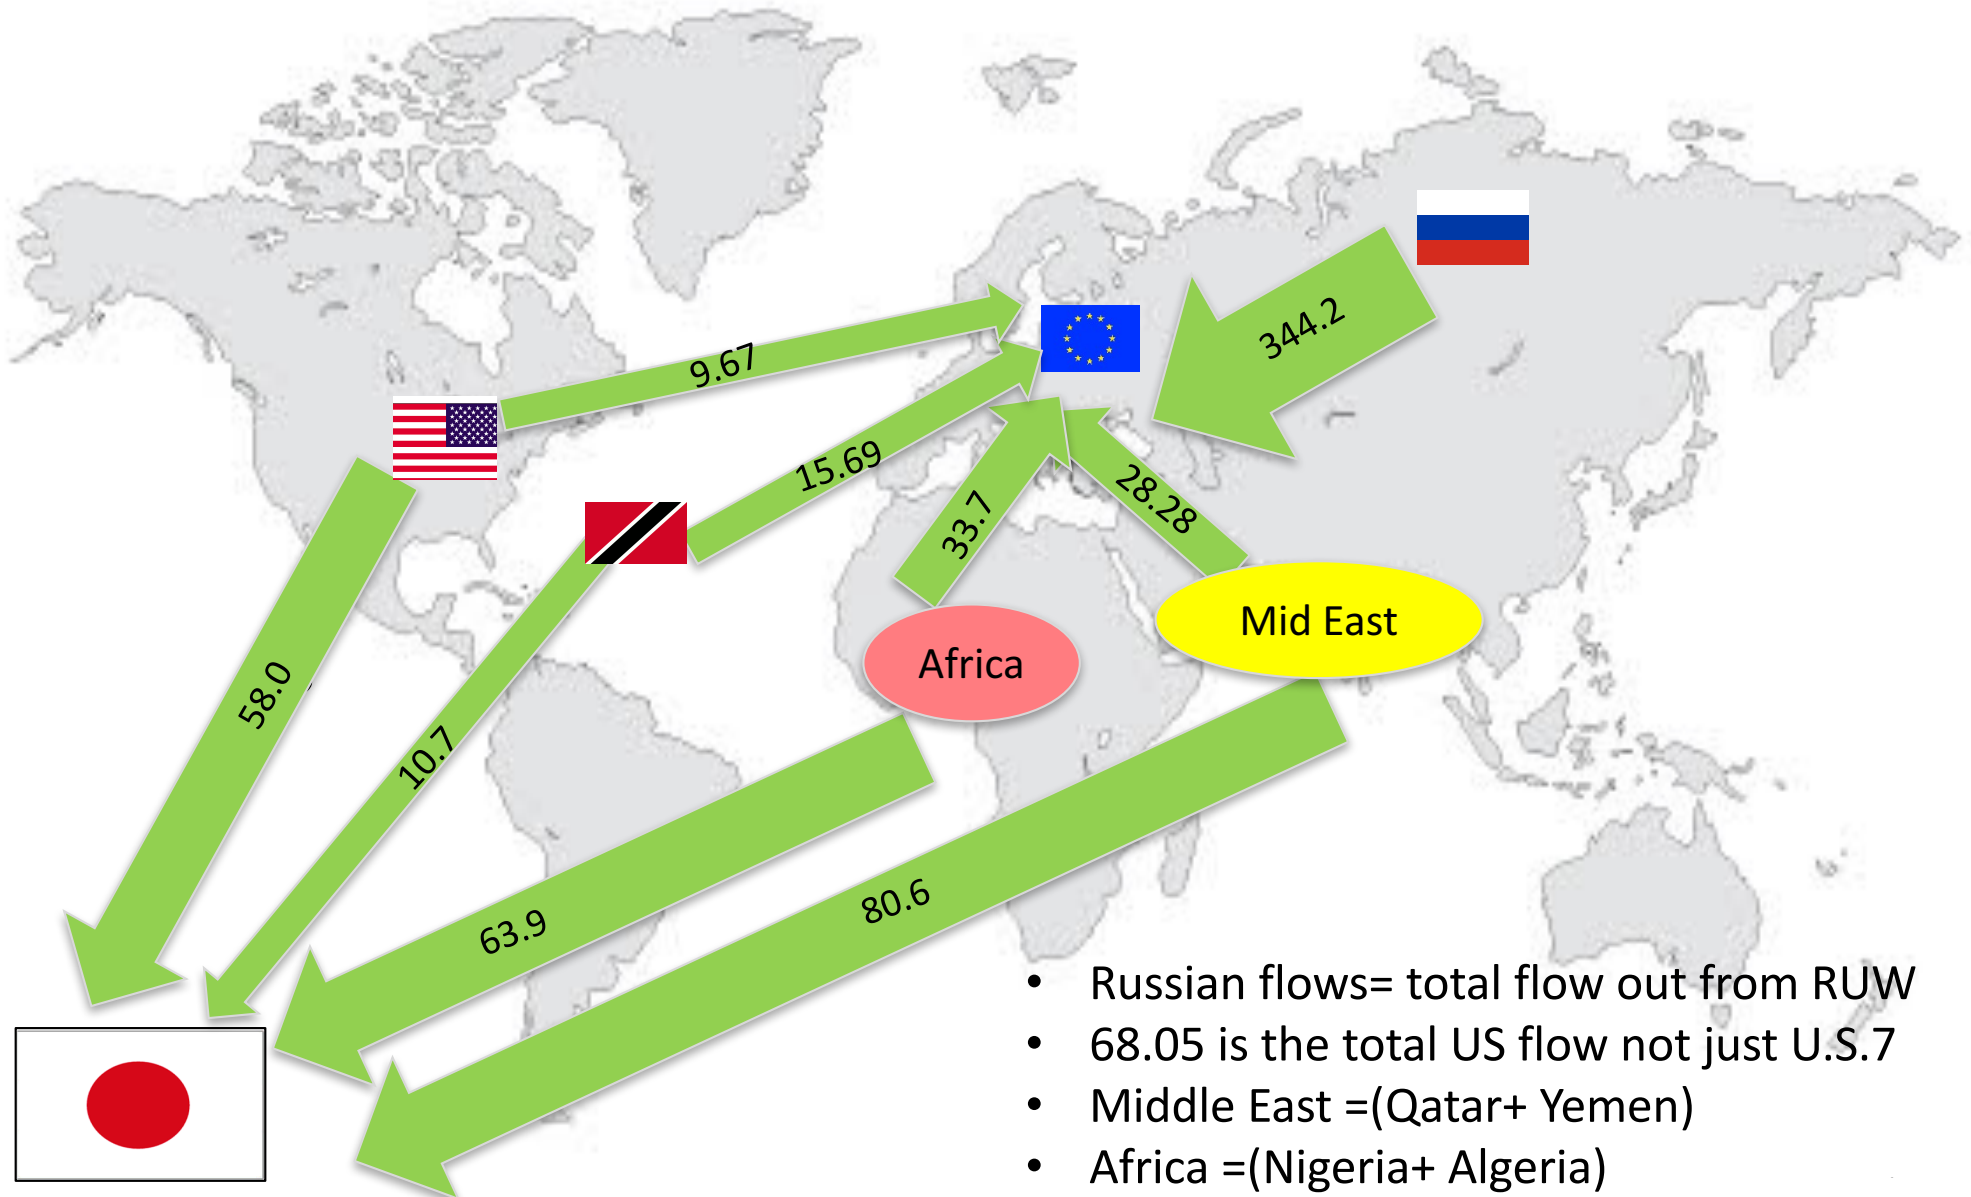 344.2
9.67
15.69
33.7
28.28
Mid East
Africa
58.0
10.7
63.9
80.6
• Russian flows= total flow out from RUW
• 68.05 is the total US flow not just U.S.7
• Middle East =(Qatar+ Yemen)
• Africa =(Nigeria+ Algeria)